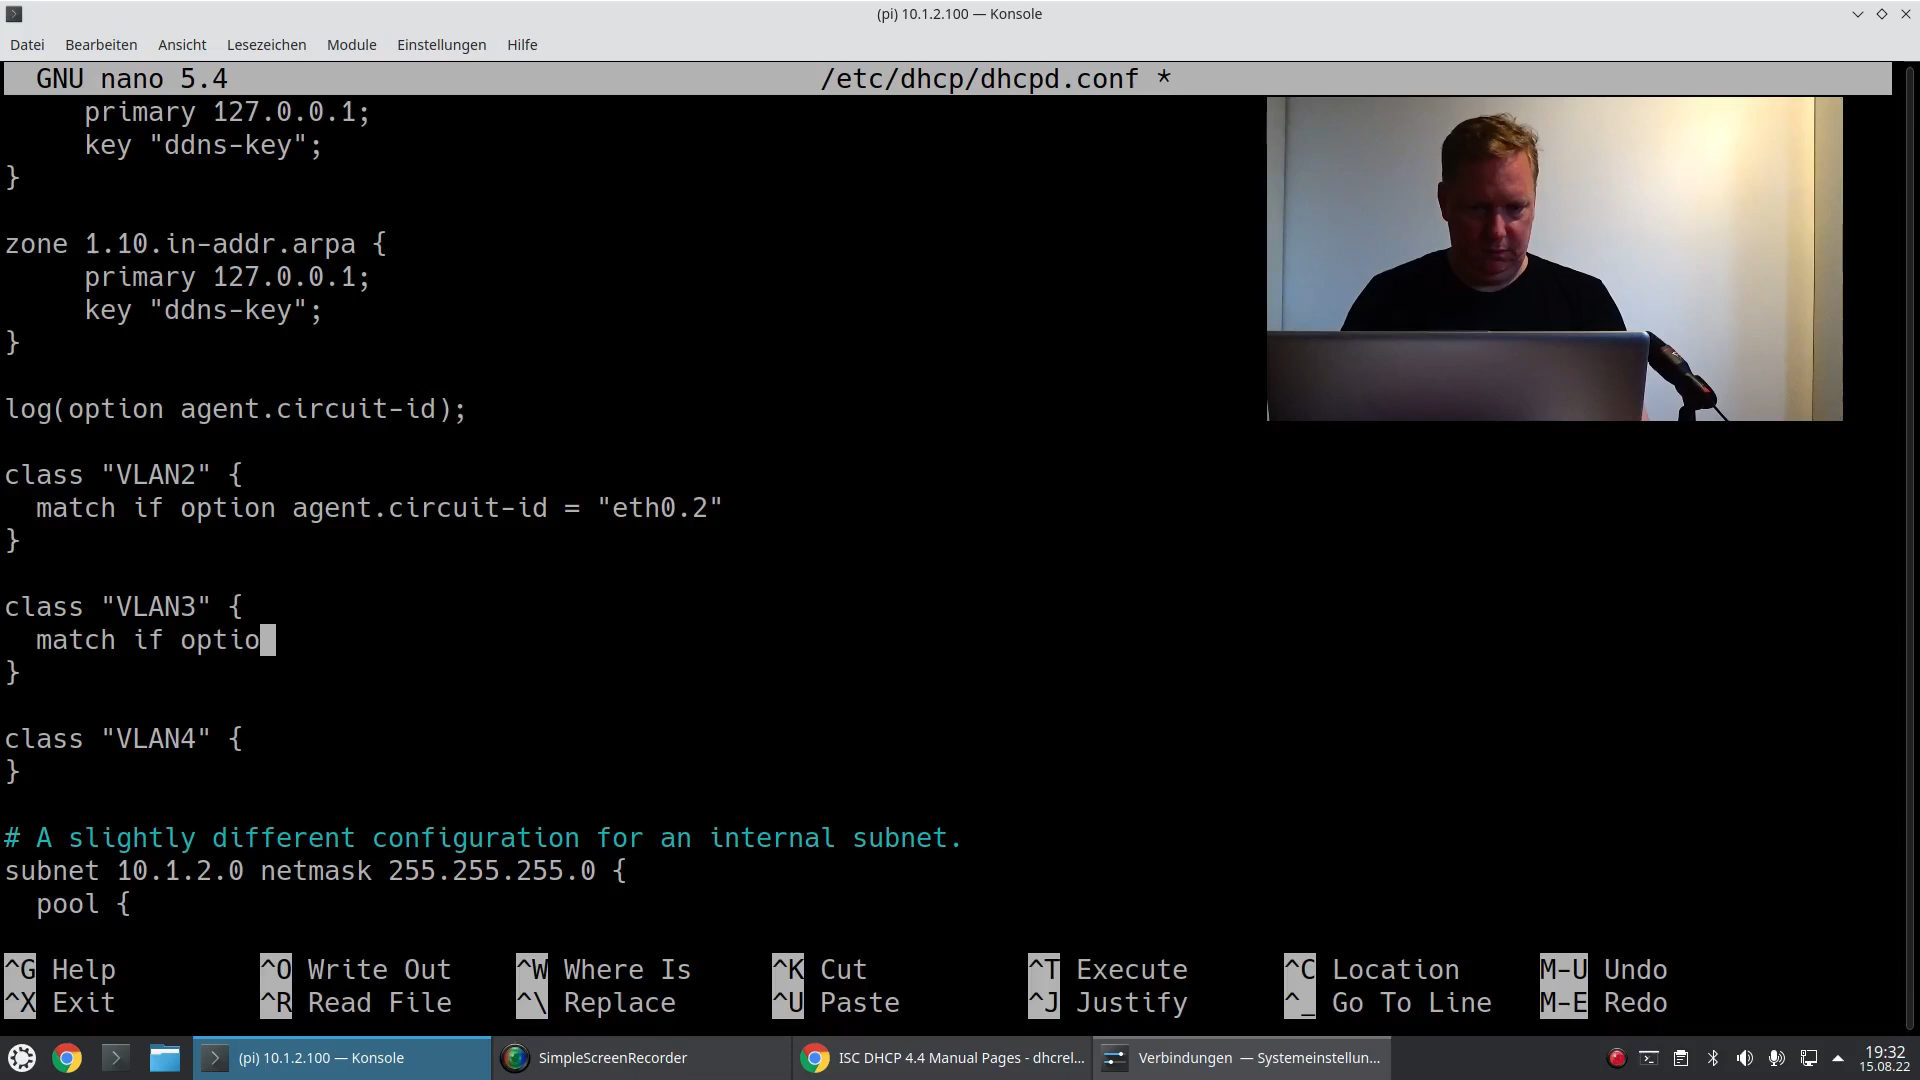 (pi) 10.1.2.100 — Konsole
Datei Bearbeiten Ansicht Lesezeichen Module Einstellungen Hilfe
GNU nano 5.4 /etc/dhcp/dhcpd.conf *
primary 127.0.0.1;
key "ddns-key";
}
zone 1.10.in-addr.arpa {
primary 127.0.0.1;
key "ddns-key";
}
log(option agent.circuit-id);
class "VLAN2" {
match if option agent.circuit-id = "eth0.2"
}
class "VLAN3" {
match if optio
}
class "VLAN4" {
}
# A slightly different configuration for an internal subnet.
subnet 10.1.2.0 netmask 255.255.255.0 {
pool {
^G Help ^O Write Out ^W Where Is ^K Cut ^T Execute ^C Location M-U Undo
^X Exit ^R Read File ^\ Replace ^U Paste ^J Justify ^_ Go To Line M-E Redo
(pi) 10.1.2.100 — Konsole SimpleScreenRecorder ISC DHCP 4.4 Manual Pages - dhcrel... Verbindungen — Systemeinstellun... 19:32
15.08.22